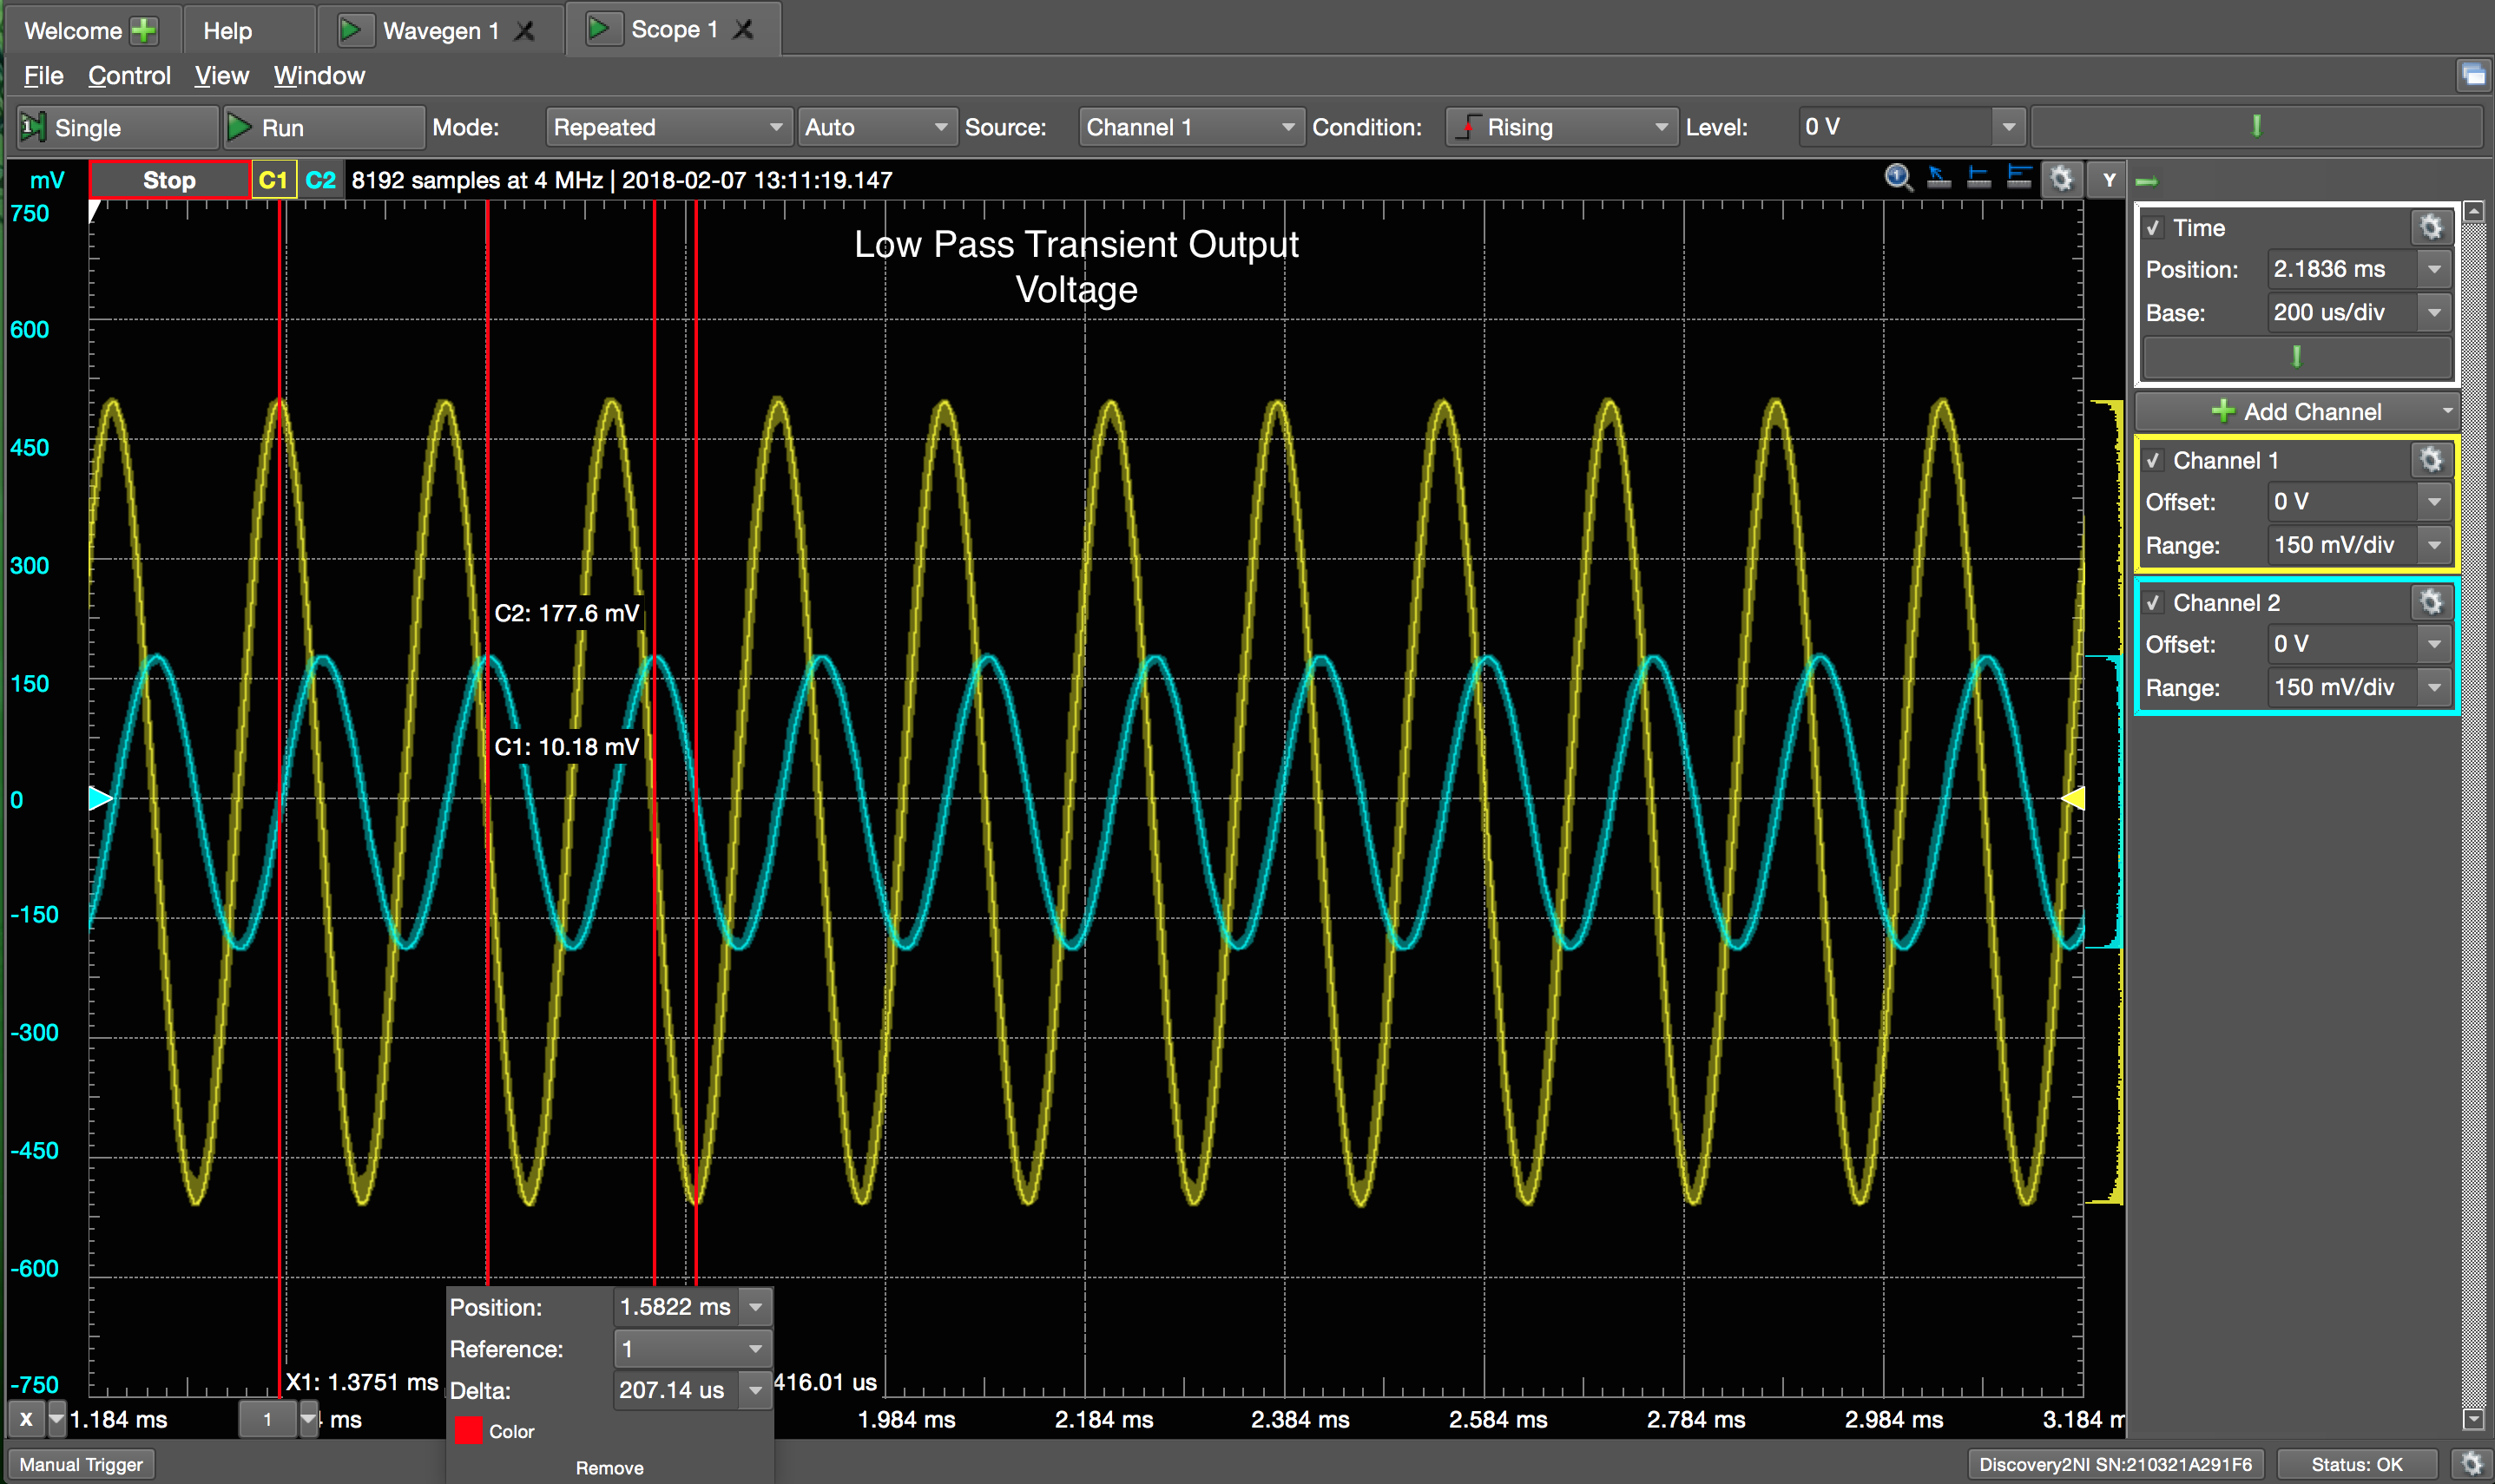 Welcome Help Wavegen 1 Scope 1
File Control View Window
1 Single Run Mode: Repeated Auto Source: Channel 1 Condition: Rising Level: 0 V
mV Stop C1 C2 8192 samples at 4 MHz | 2018-02-07 13:11:19.147 1 Y
Low Pass Transient Output
Voltage
750
600
450
300
150
0
-150
-300
-450
-600
-750
C2: 177.6 mV
C1: 10.18 mV
Time
Position: 2.1836 ms
Base: 200 us/div
Add Channel
Channel 1
Offset: 0 V
Range: 150 mV/div
Channel 2
Offset: 0 V
Range: 150 mV/div
Position: 1.5822 ms
Reference: 1
X1: 1.3751 ms Delta: 207.14 us 416.01 us
X 1.184 ms 1 ms 1.984 ms 2.184 ms 2.384 ms 2.584 ms 2.784 ms 2.984 ms 3.184 m
Color
Remove
Manual Trigger Discovery2NI SN:210321A291F6 Status: OK